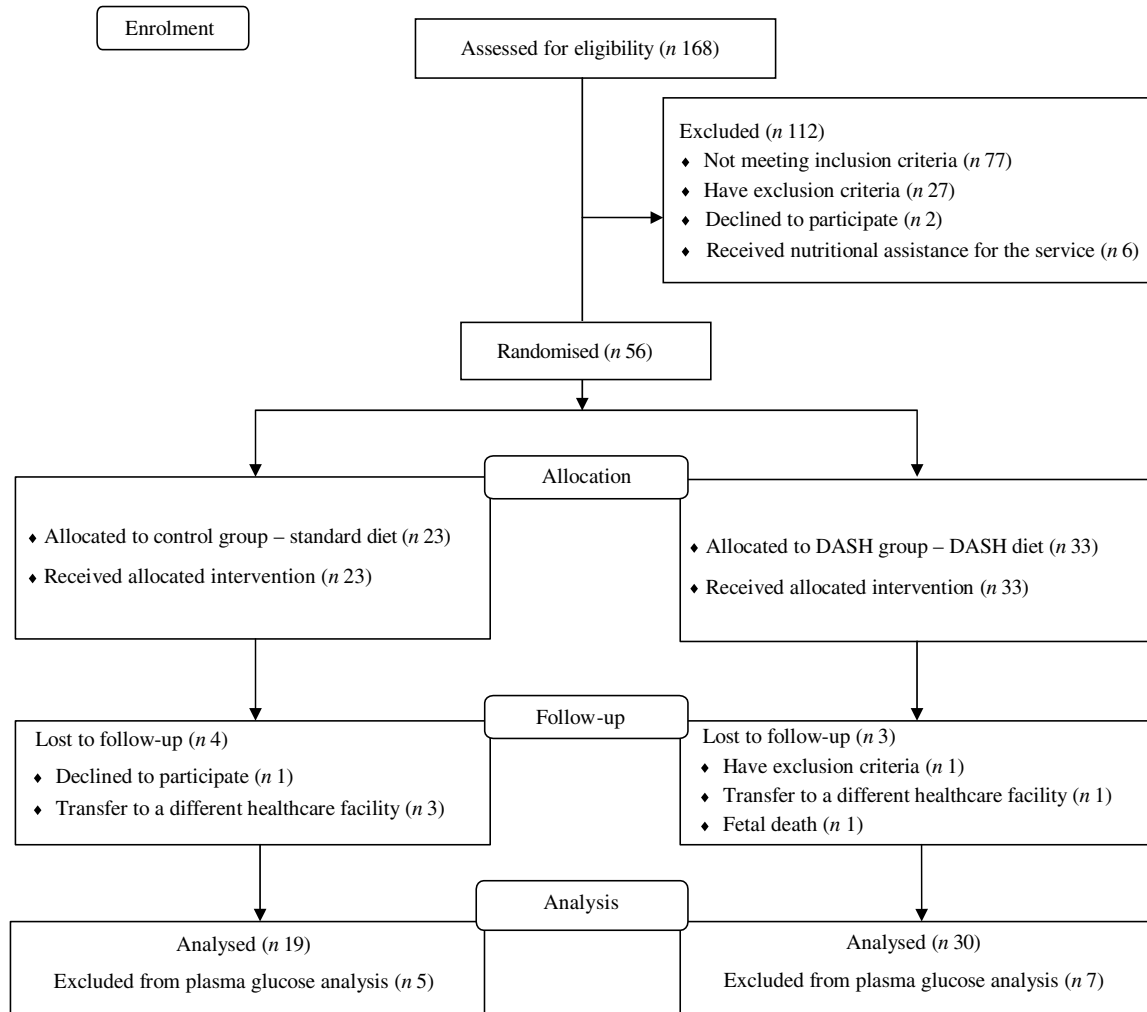 Enrolment
Assessed for eligibility (n 168)
Excluded (n 112)
♦ Not meeting inclusion criteria (n 77)
♦ Have exclusion criteria (n 27)
♦ Declined to participate (n 2)
♦ Received nutritional assistance for the service (n 6)
Randomised (n 56)
Allocation
♦ Allocated to control group – standard diet (n 23)
♦ Received allocated intervention (n 23)
♦ Allocated to DASH group – DASH diet (n 33)
♦ Received allocated intervention (n 33)
Follow-up
Lost to follow-up (n 4)
♦ Declined to participate (n 1)
♦ Transfer to a different healthcare facility (n 3)
Lost to follow-up (n 3)
♦ Have exclusion criteria (n 1)
♦ Transfer to a different healthcare facility (n 1)
♦ Fetal death (n 1)
Analysis
Analysed (n 19)
Excluded from plasma glucose analysis (n 5)
Analysed (n 30)
Excluded from plasma glucose analysis (n 7)